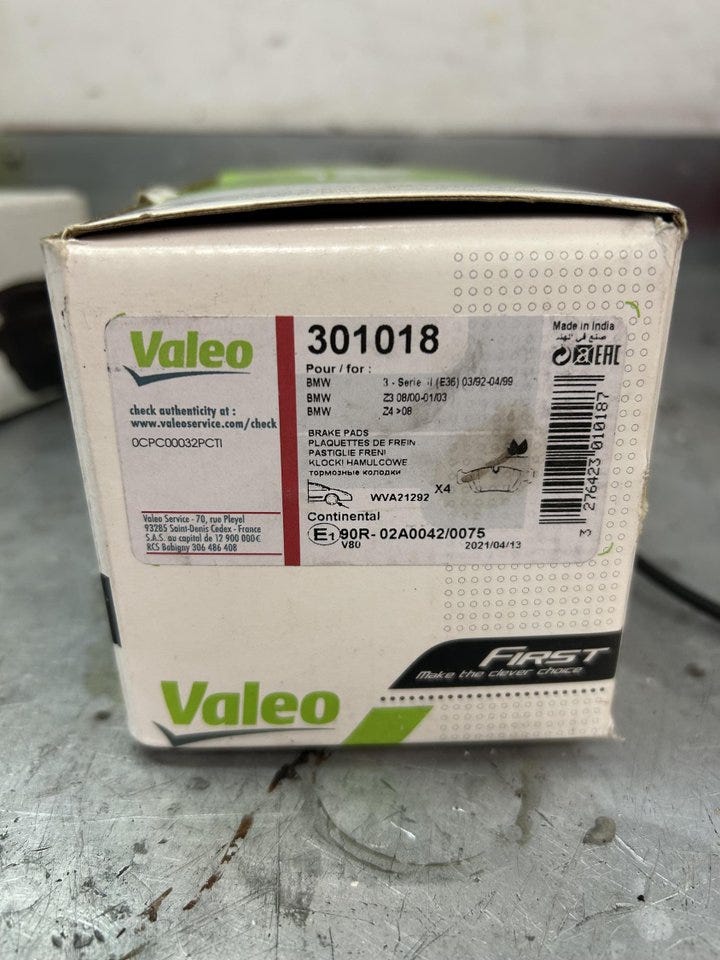 Valeo
check authenticity at :
www.valeoservice.com/check
0CPC00032PCTI
Valeo Service - 70, rue Pleyel
93285 Saint-Denis Cedex - France
S.A.S. au capital de 12 900 000€
RCS Bobigny 306 486 408
301018
Pour / for :
BMW 3 - Serie II (E36) 03/92-04/99
BMW Z3 08/00-01/03
BMW Z4 >08
BRAKE PADS
PLAQUETTES DE FREIN
PASTIGLIE FRENI
KLOCKI HAMULCOWE
тормозные колодки
X4
WVA21292
Continental
E1 90R- 02A0042/0075
V80 2021/04/13
Made in India
صنع في الهند
EAC
3 276423 010187
FIRST
Make the clever choice
Valeo